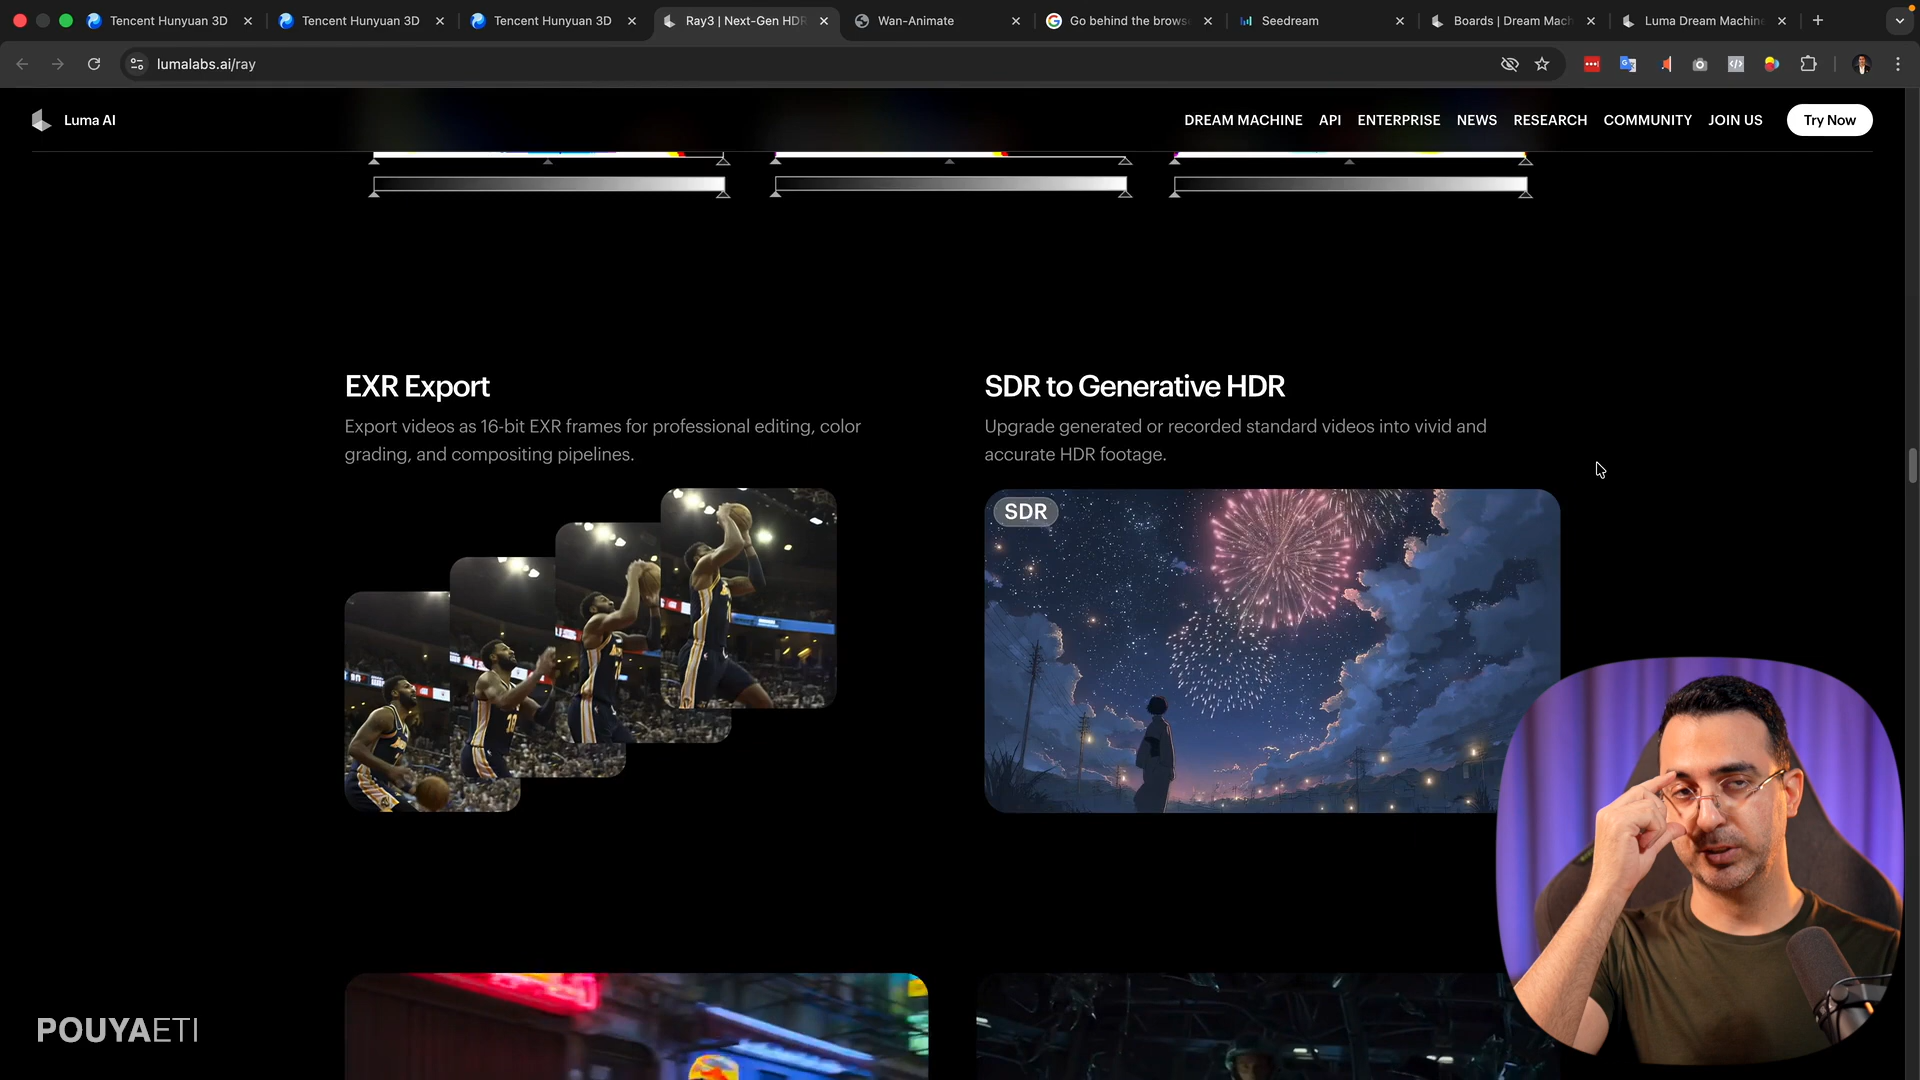 Tencent Hunyuan 3D
Tencent Hunyuan 3D
Tencent Hunyuan 3D
Ray3 | Next-Gen HDR
Wan-Animate
Go behind the brows
Seedream
Boards | Dream Mach
Luma Dream Machin
lumalabs.ai/ray
Luma AI
DREAM MACHINE
API
ENTERPRISE
NEWS
RESEARCH
COMMUNITY
JOIN US
Try Now
EXR Export
Export videos as 16-bit EXR frames for professional editing, color
grading, and compositing pipelines.
SDR to Generative HDR
Upgrade generated or recorded standard videos into vivid and
accurate HDR footage.
SDR
POUYAETI